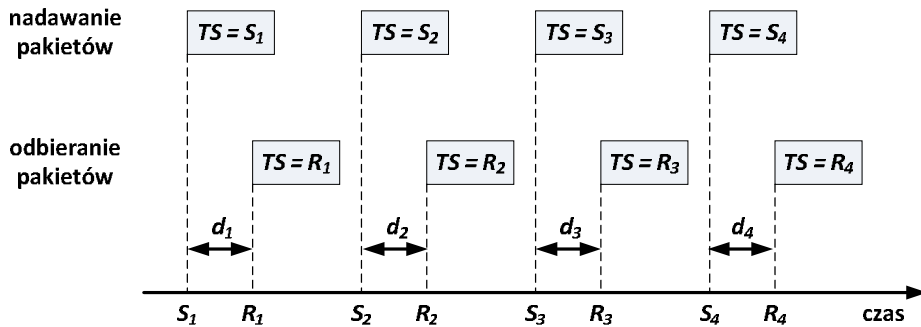 nadawanie
pakietów
TS = S1 TS = S2 TS = S3 TS = S4
odbieranie
pakietów
TS = R1 TS = R2 TS = R3 TS = R4
d1 d2 d3 d4
S1 R1 S2 R2 S3 R3 S4 R4 czas